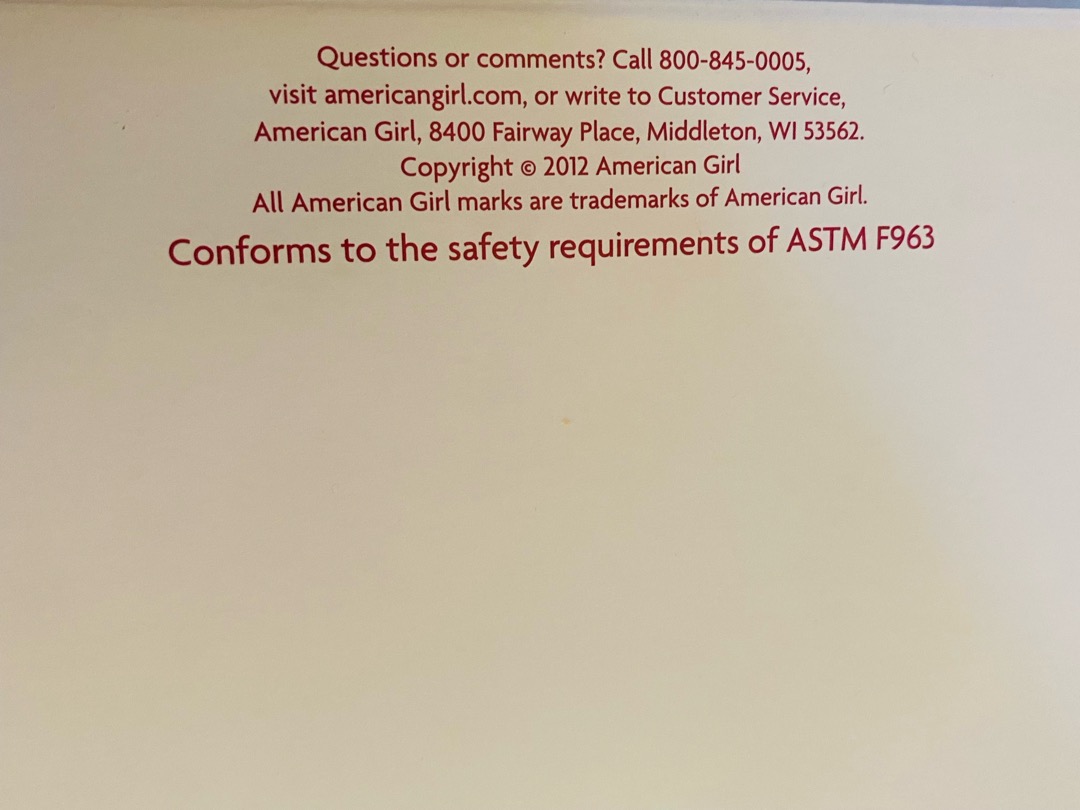 Questions or comments? Call 800-845-0005,
visit americangirl.com, or write to Customer Service,
American Girl, 8400 Fairway Place, Middleton, WI 53562.
Copyright © 2012 American Girl
All American Girl marks are trademarks of American Girl.
Conforms to the safety requirements of ASTM F963